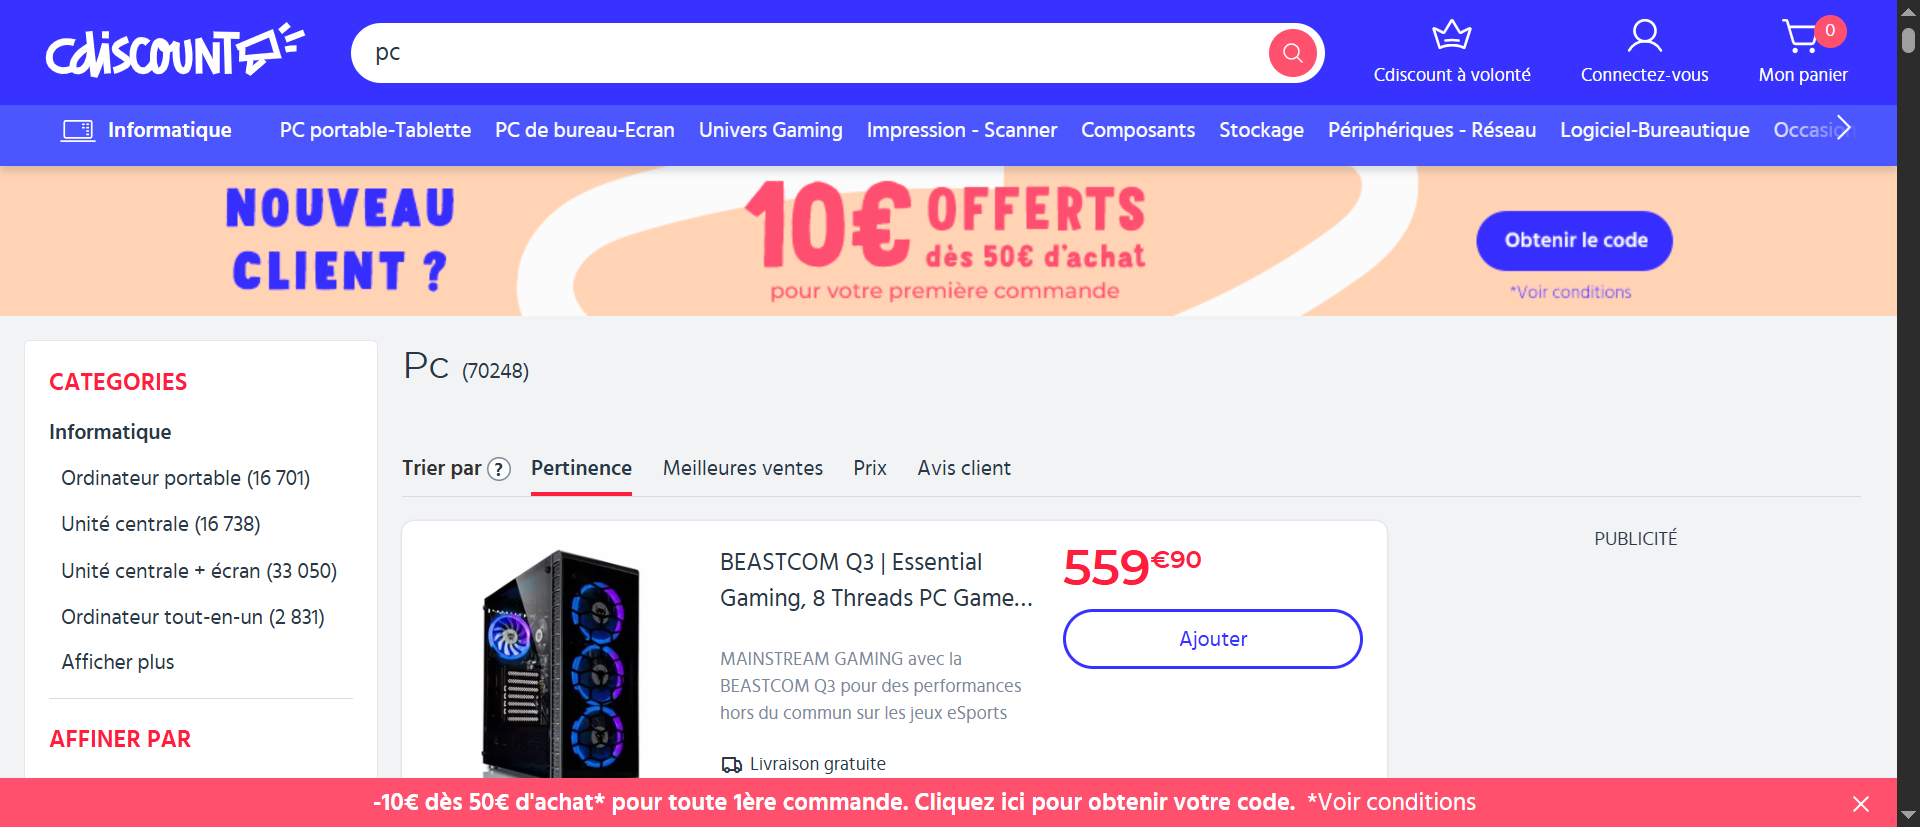 cdiscount
pc
Cdiscount à volonté
Connectez-vous
0
Mon panier
Informatique
PC portable-Tablette
PC de bureau-Ecran
Univers Gaming
Impression - Scanner
Composants
Stockage
Périphériques - Réseau
Logiciel-Bureautique
Occasion
NOUVEAU
CLIENT ?
10€ OFFERTS
dès 50€ d'achat
pour votre première commande
Obtenir le code
*Voir conditions
CATEGORIES
Informatique
Ordinateur portable (16 701)
Unité centrale (16 738)
Unité centrale + écran (33 050)
Ordinateur tout-en-un (2 831)
Afficher plus
AFFINER PAR
Pc (70248)
Trier par ?
Pertinence
Meilleures ventes
Prix
Avis client
BEASTCOM Q3 | Essential
Gaming, 8 Threads PC Game...
MAINSTREAM GAMING avec la
BEASTCOM Q3 pour des performances
hors du commun sur les jeux eSports
Livraison gratuite
559€90
Ajouter
PUBLICITÉ
-10€ dès 50€ d'achat* pour toute 1ère commande. Cliquez ici pour obtenir votre code. *Voir conditions